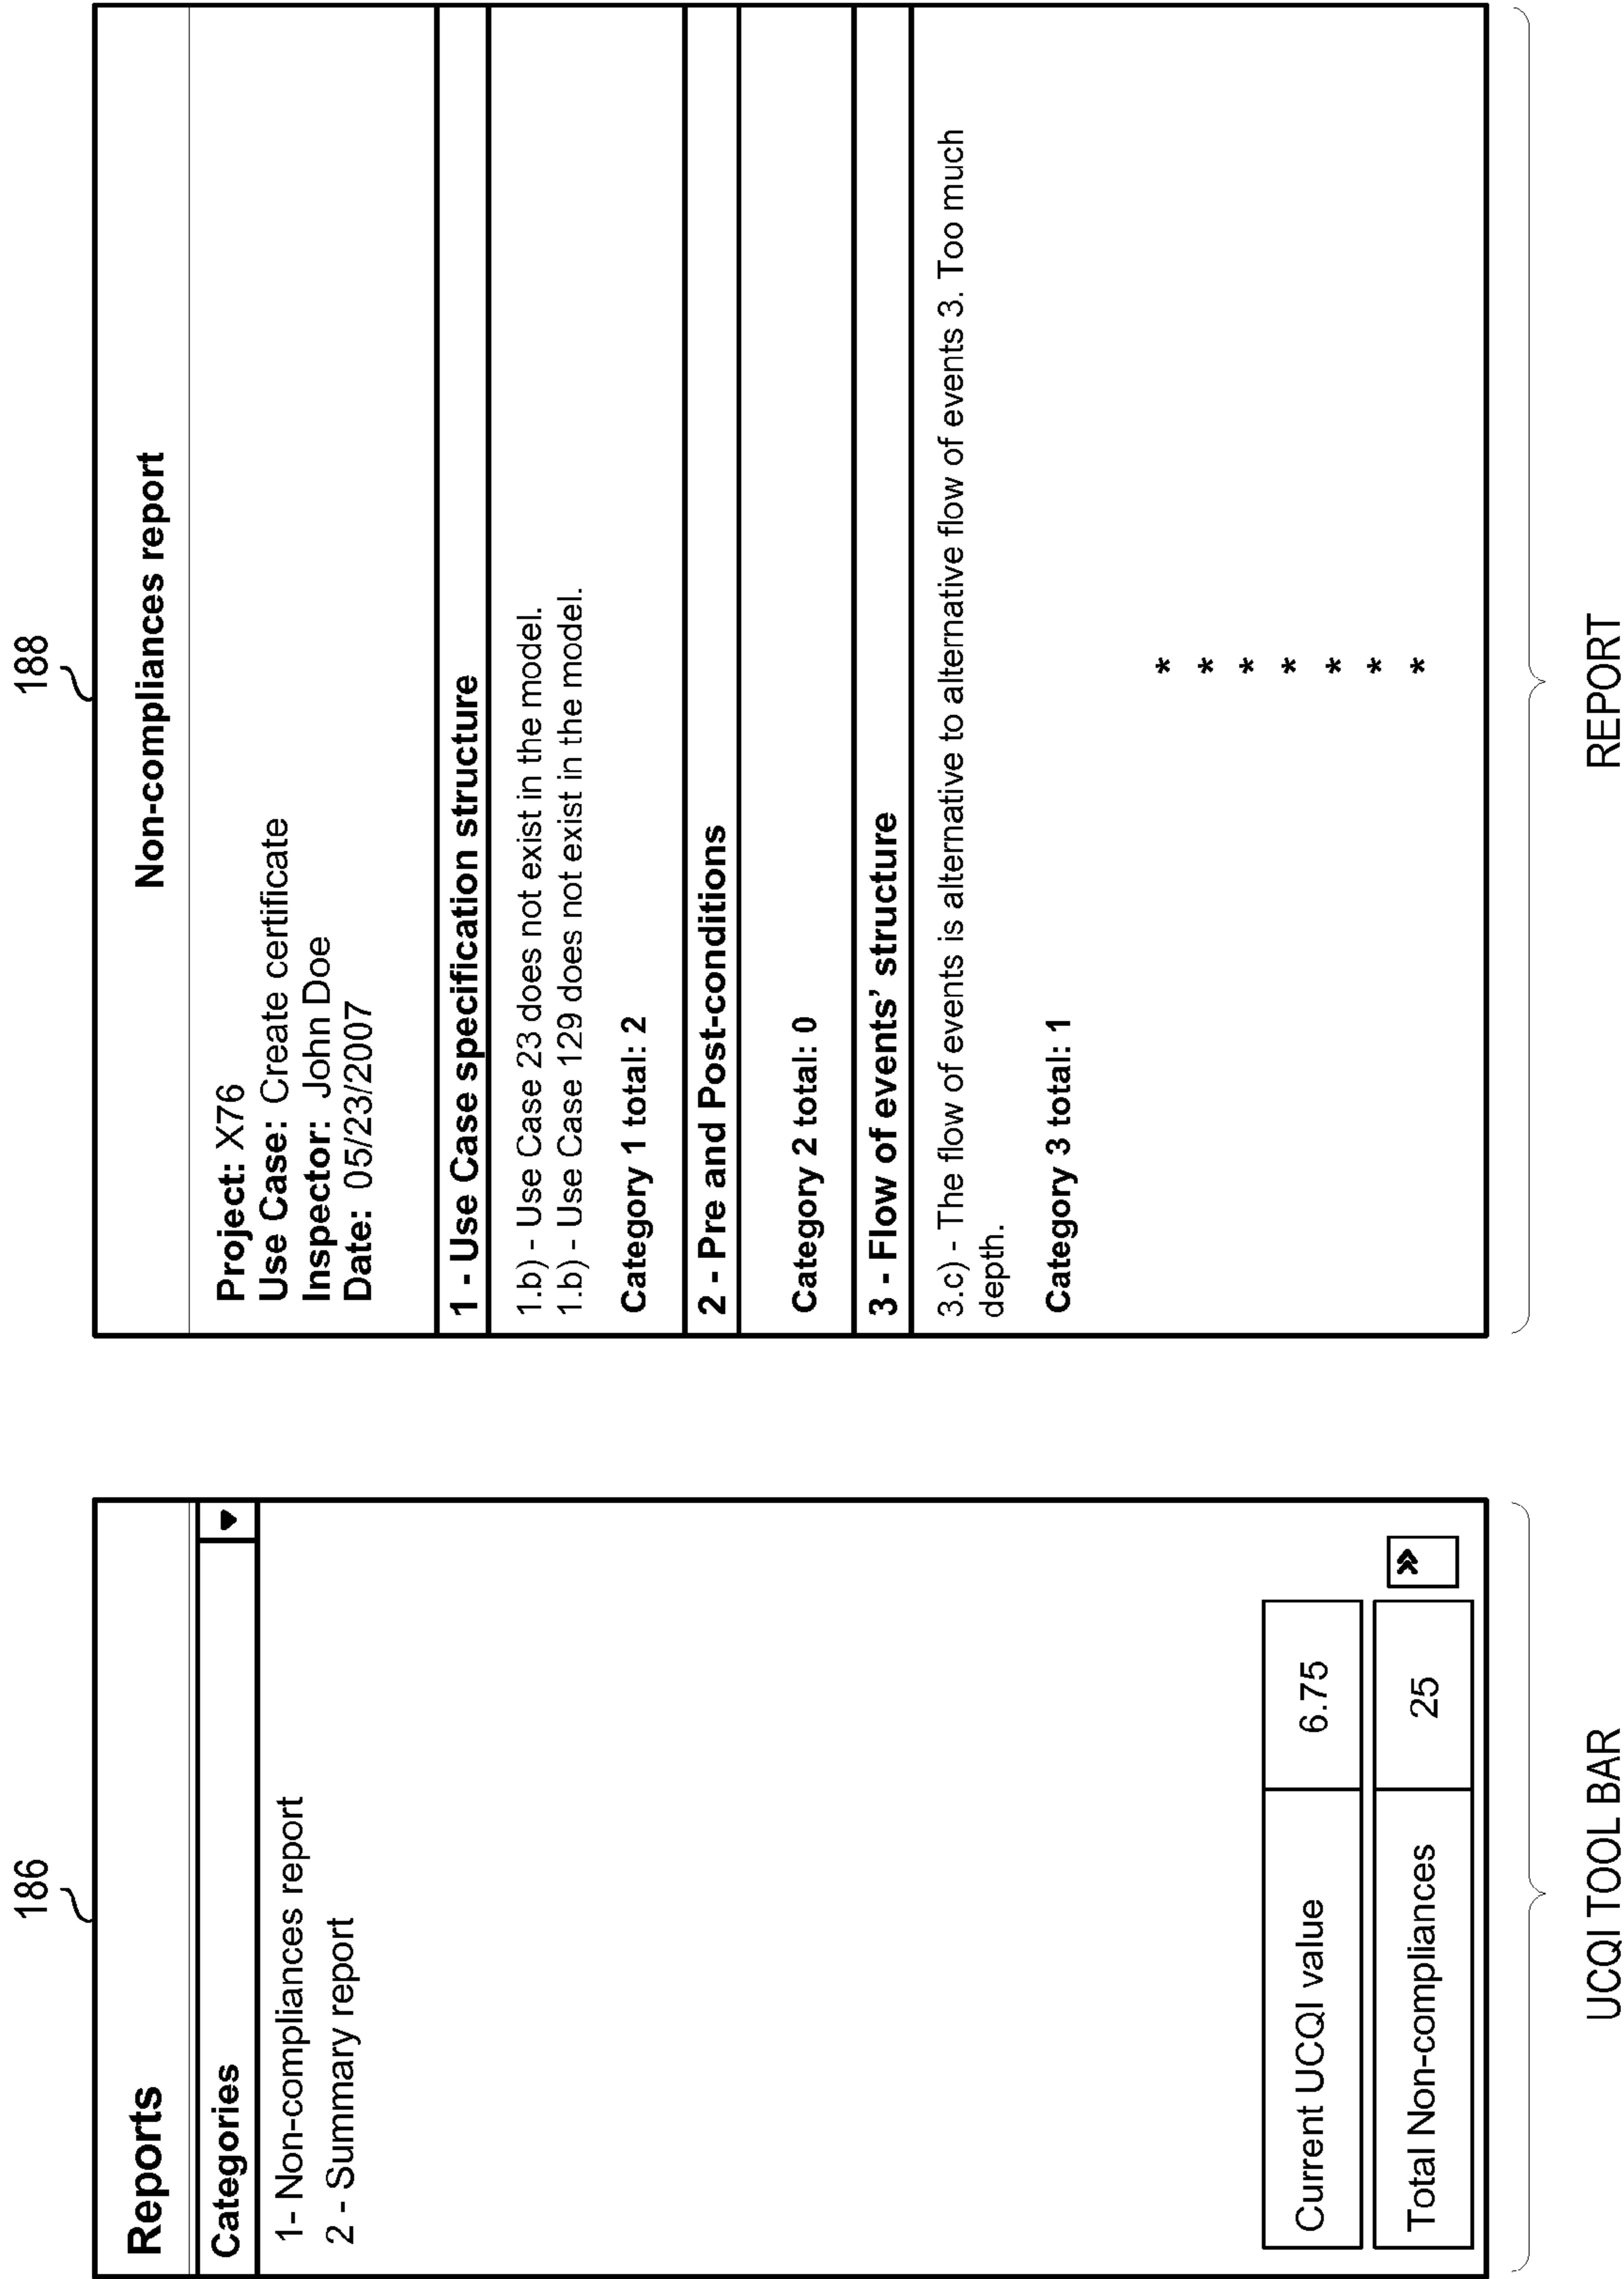 186
Reports
Categories
1- Non-compliances report
2 - Summary report
Current UCQI value 6.75
Total Non-compliances 25
UCQI TOOL BAR
188
Non-compliances report
Project: X76
Use Case: Create certificate
Inspector: John Doe
Date: 05/23/2007
1 - Use Case specification structure
1.b) - Use Case 23 does not exist in the model.
1.b) - Use Case 129 does not exist in the model.
Category 1 total: 2
2 - Pre and Post-conditions
Category 2 total: 0
3 - Flow of events' structure
3.c) - The flow of events is alternative to alternative flow of events 3. Too much
depth.
Category 3 total: 1
*
*
*
*
*
*
*
REPORT